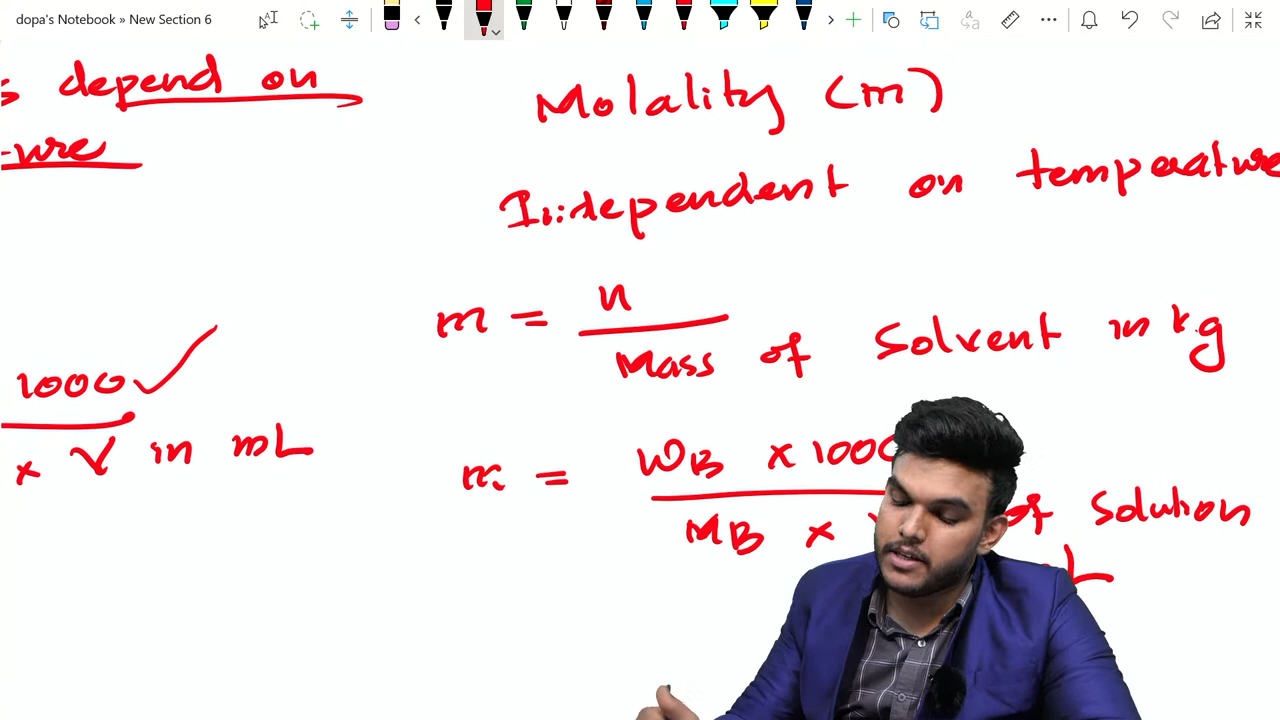 dopa's Notebook » New Section 6
s depend on
-ure
1000
x V in mL
Molality (m)
Independent on temperature
m = n
Mass of Solvent in kg
m = WB x 1000
MB x of Solution
L